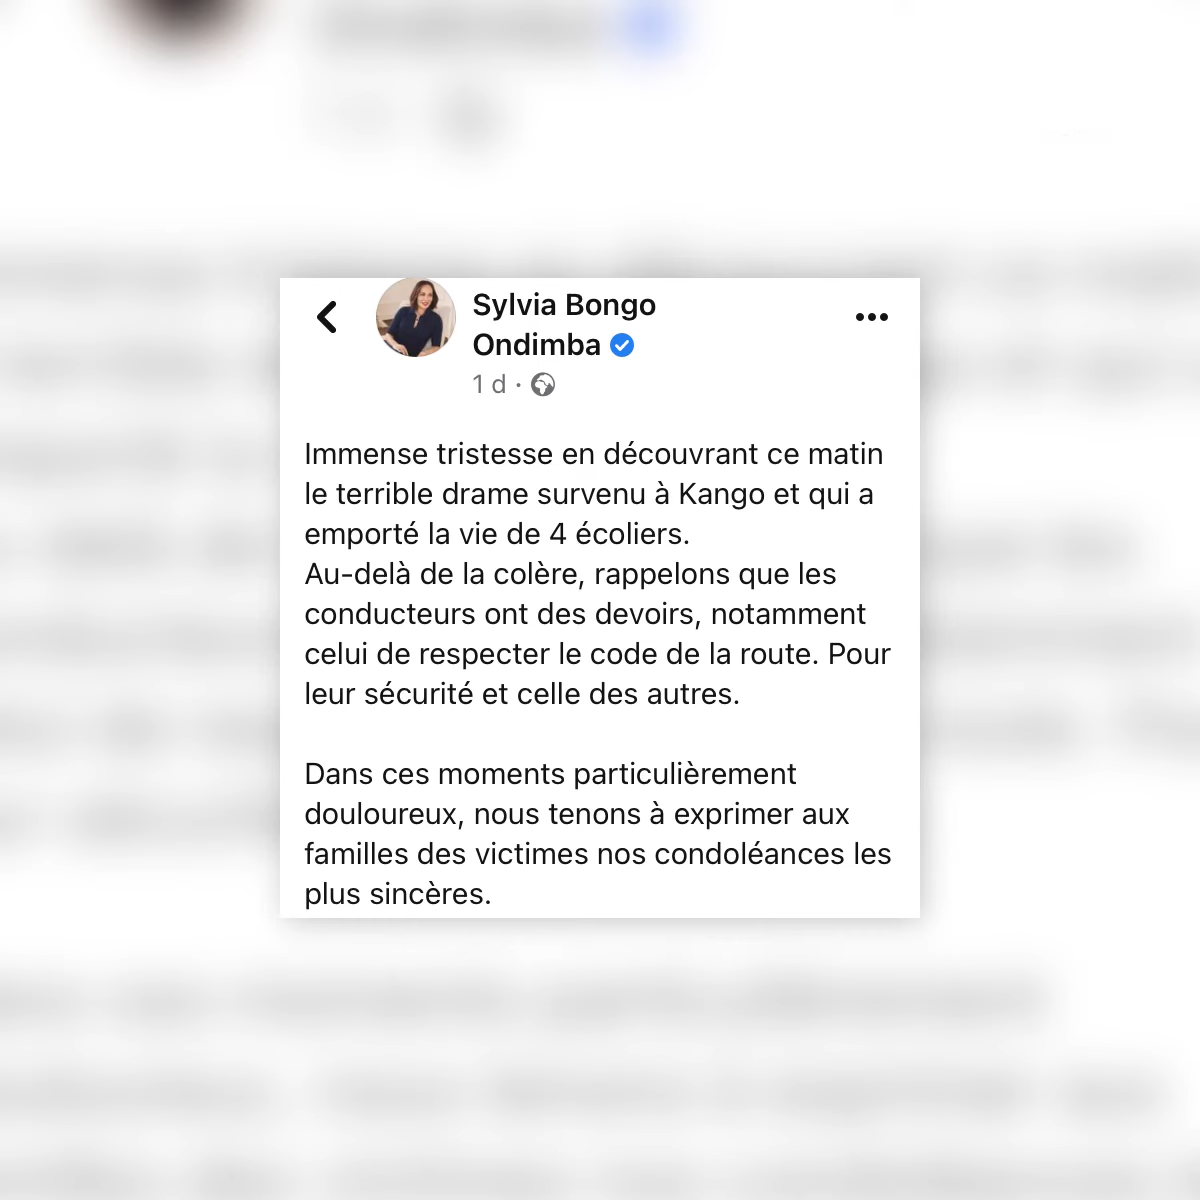 Sylvia Bongo
Ondimba
1 d ·
Immense tristesse en découvrant ce matin
le terrible drame survenu à Kango et qui a
emporté la vie de 4 écoliers.
Au-delà de la colère, rappelons que les
conducteurs ont des devoirs, notamment
celui de respecter le code de la route. Pour
leur sécurité et celle des autres.
Dans ces moments particulièrement
douloureux, nous tenons à exprimer aux
familles des victimes nos condoléances les
plus sincères.